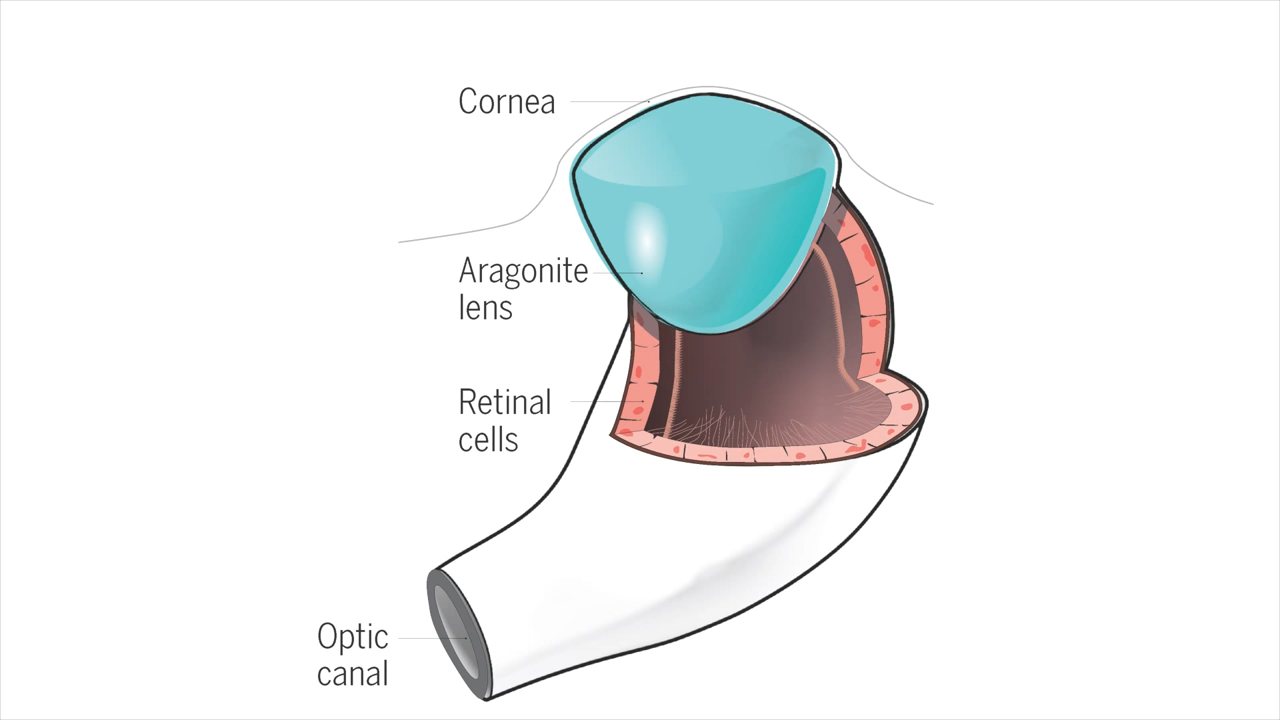 Cornea
Aragonite
lens
Retinal
cells
Optic
canal